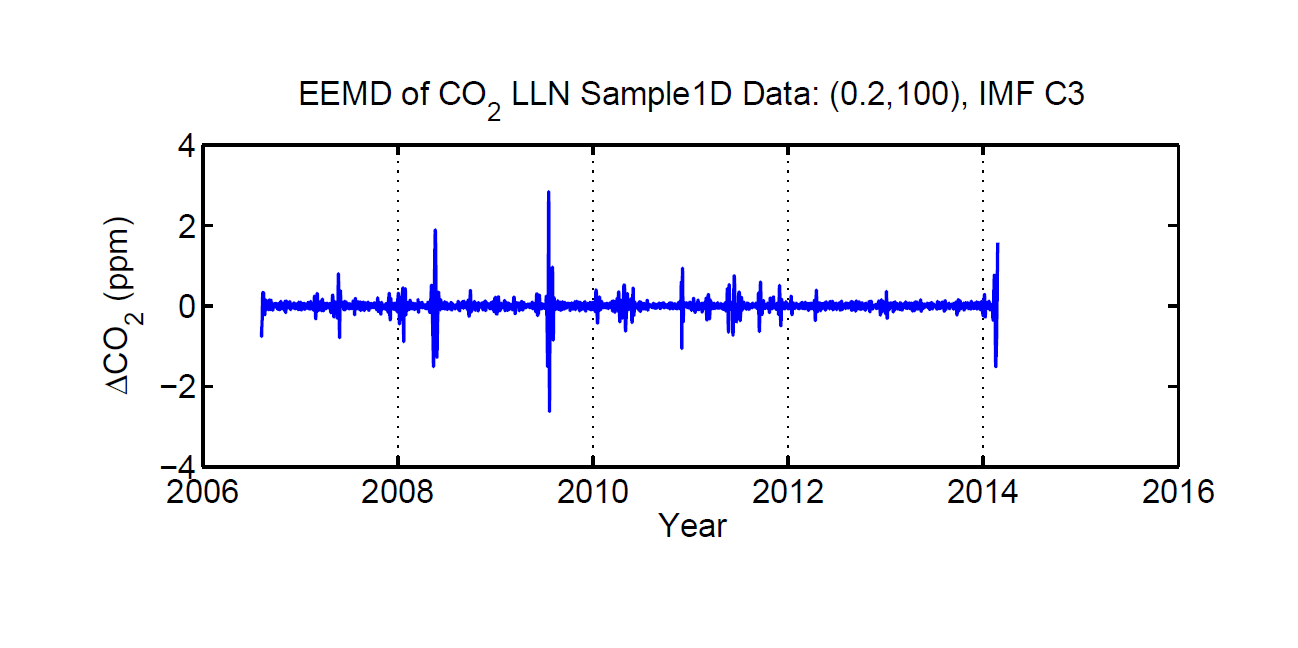 EEMD of CO2 LLN Sample1D Data: (0.2,100), IMF C3
4
2
0
−2
−4
ΔCO2 (ppm)
2006 2008 2010 2012 2014 2016
Year